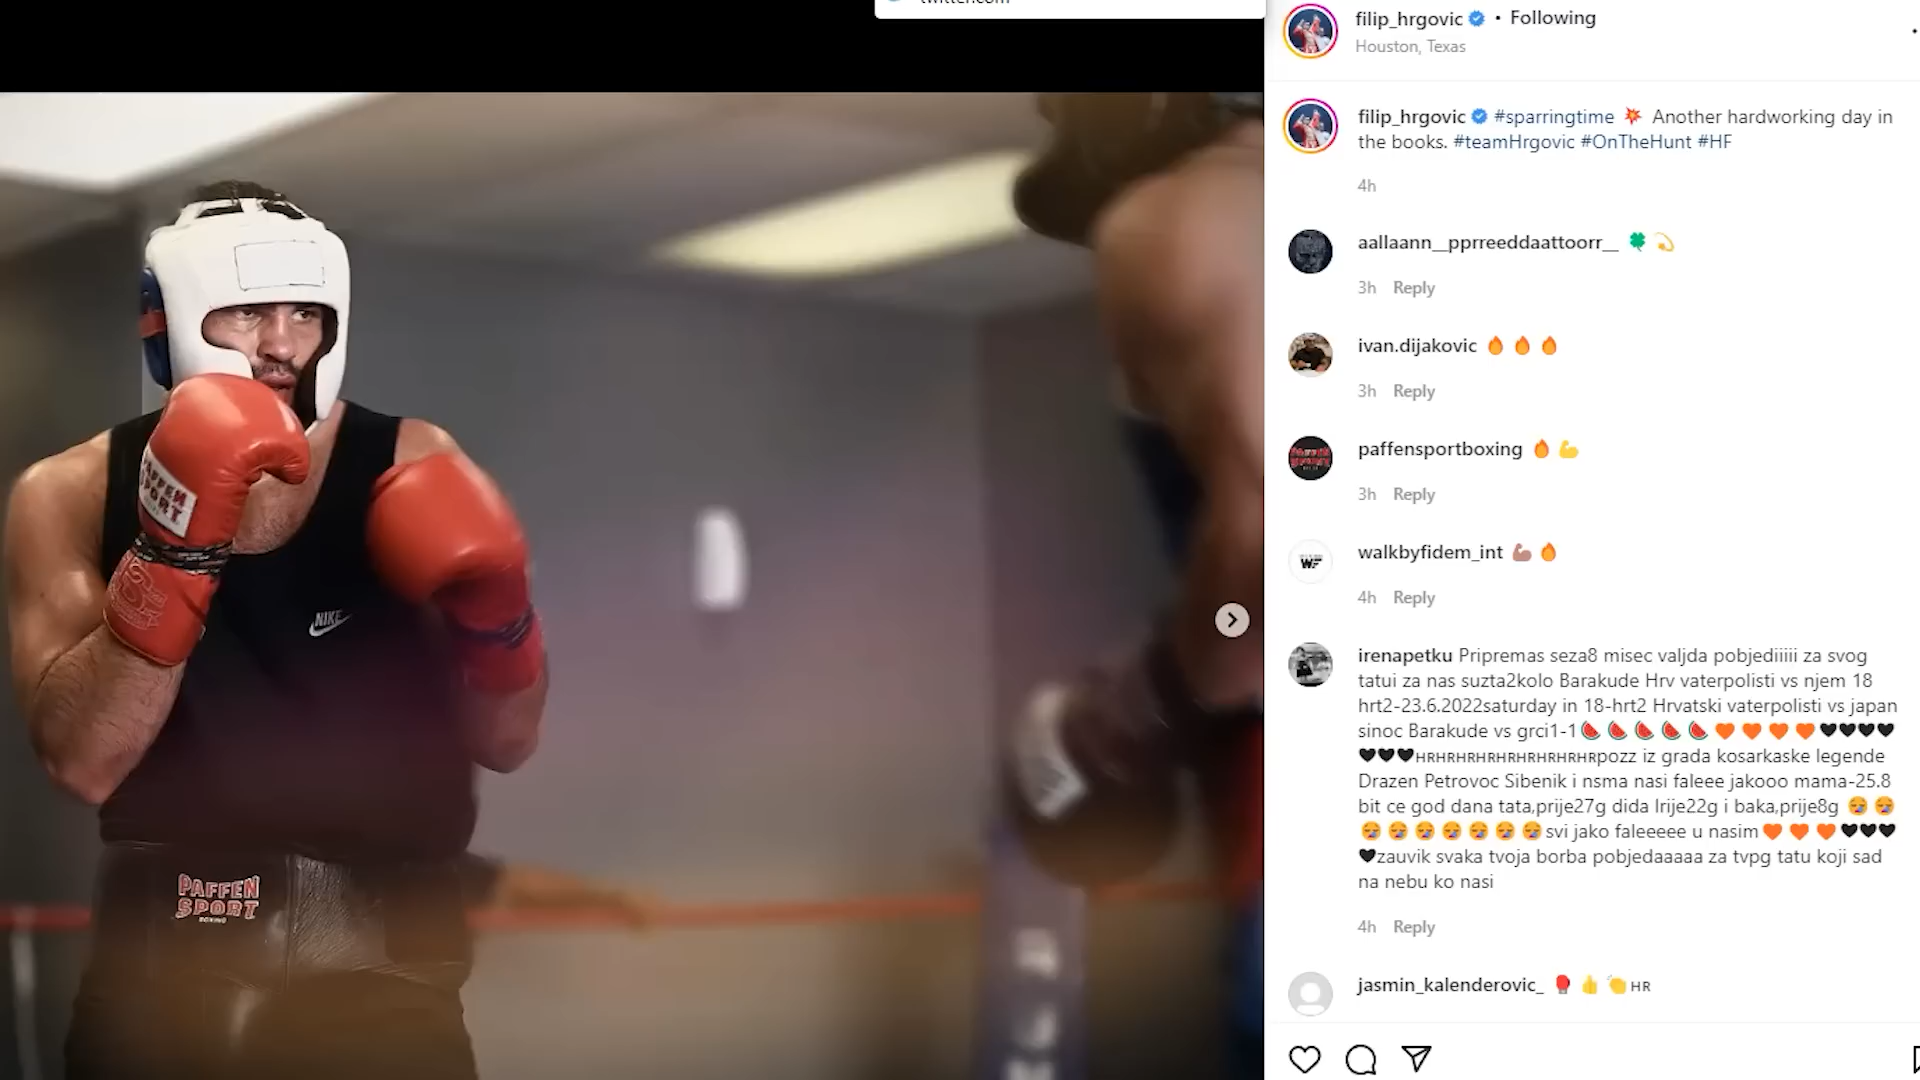 twitter.com
filip_hrgovic • Following
Houston, Texas
filip_hrgovic #sparringtime 💥 Another hardworking day in
the books. #teamHrgovic #OnTheHunt #HF
4h
aallaann__pprreeddaattoorr__ 🍀 💫
3h Reply
ivan.dijakovic 🔥 🔥 🔥
3h Reply
paffensportboxing 🔥 💪
3h Reply
walkbyfidem_int 💪🏽 🔥
4h Reply
irenapetku Pripremas seza8 misec valjda pobjediiiii za svog
tatui za nas suzta2kolo Barakude Hrv vaterpolisti vs njem 18
hrt2-23.6.2022saturday in 18-hrt2 Hrvatski vaterpolisti vs japan
sinoc Barakude vs grci1-1🍉🍉🍉🍉🍉🧡🧡🧡🧡🖤🖤🖤🖤
🖤🖤🖤HRHRHRHRHRHRHRHRHRpozz iz grada kosarkaske legende
Drazen Petrovoc Sibenik i nsma nasi faleee jakooo mama-25.8
bit ce god dana tata,prije27g dida Irije22g i baka,prije8g 😪😪
😪😪😪😪😪😪😪svi jako faleeeee u nasim🧡🧡🧡🖤🖤🖤
🖤zauvik svaka tvoja borba pobjedaaaaa za tvpg tatu koji sad
na nebu ko nasi
4h Reply
jasmin_kalenderovic_ 🥊 👍 👏HR
PAFFEN
SPORT
NIKE
PAFFEN
SPORT
BOXING
PAFFEN
SPORT
WF